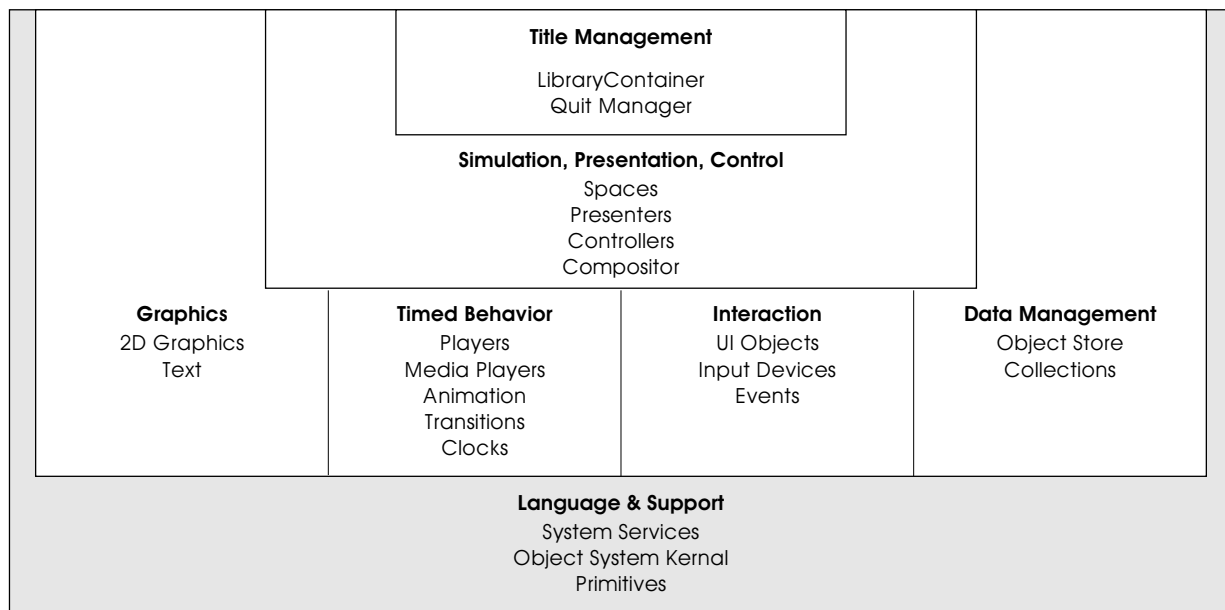 Title Management
LibraryContainer
Quit Manager
Simulation, Presentation, Control
Spaces
Presenters
Controllers
Compositor
Graphics
2D Graphics
Text
Timed Behavior
Players
Media Players
Animation
Transitions
Clocks
Interaction
UI Objects
Input Devices
Events
Data Management
Object Store
Collections
Language & Support
System Services
Object System Kernal
Primitives